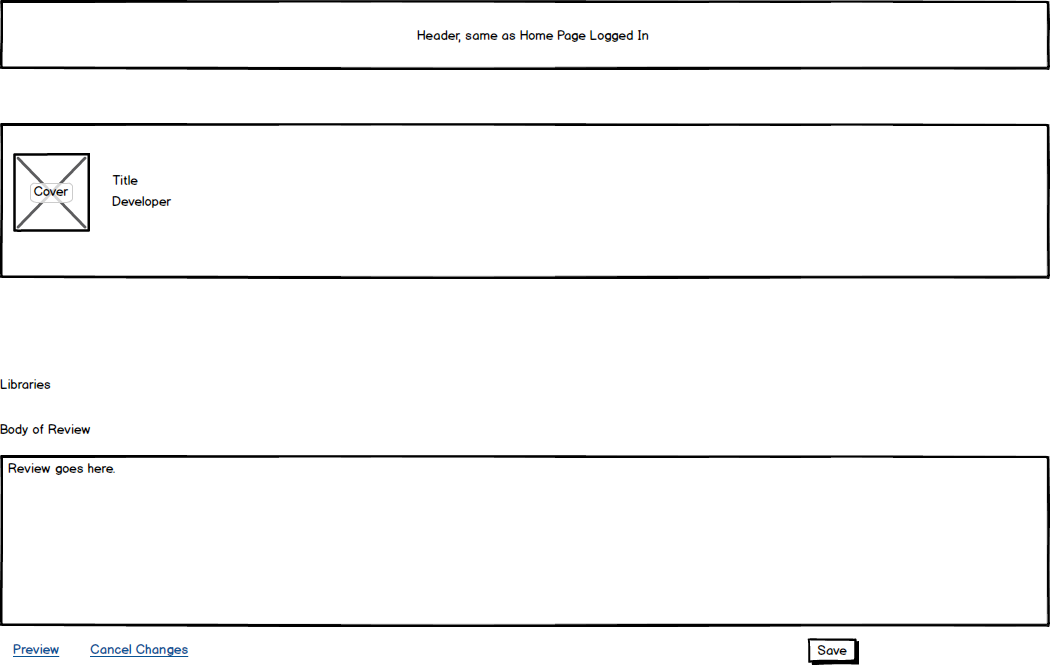 Header, same as Home Page Logged In
Cover
Title
Developer
Libraries
Body of Review
Review goes here.
Preview Cancel Changes Save